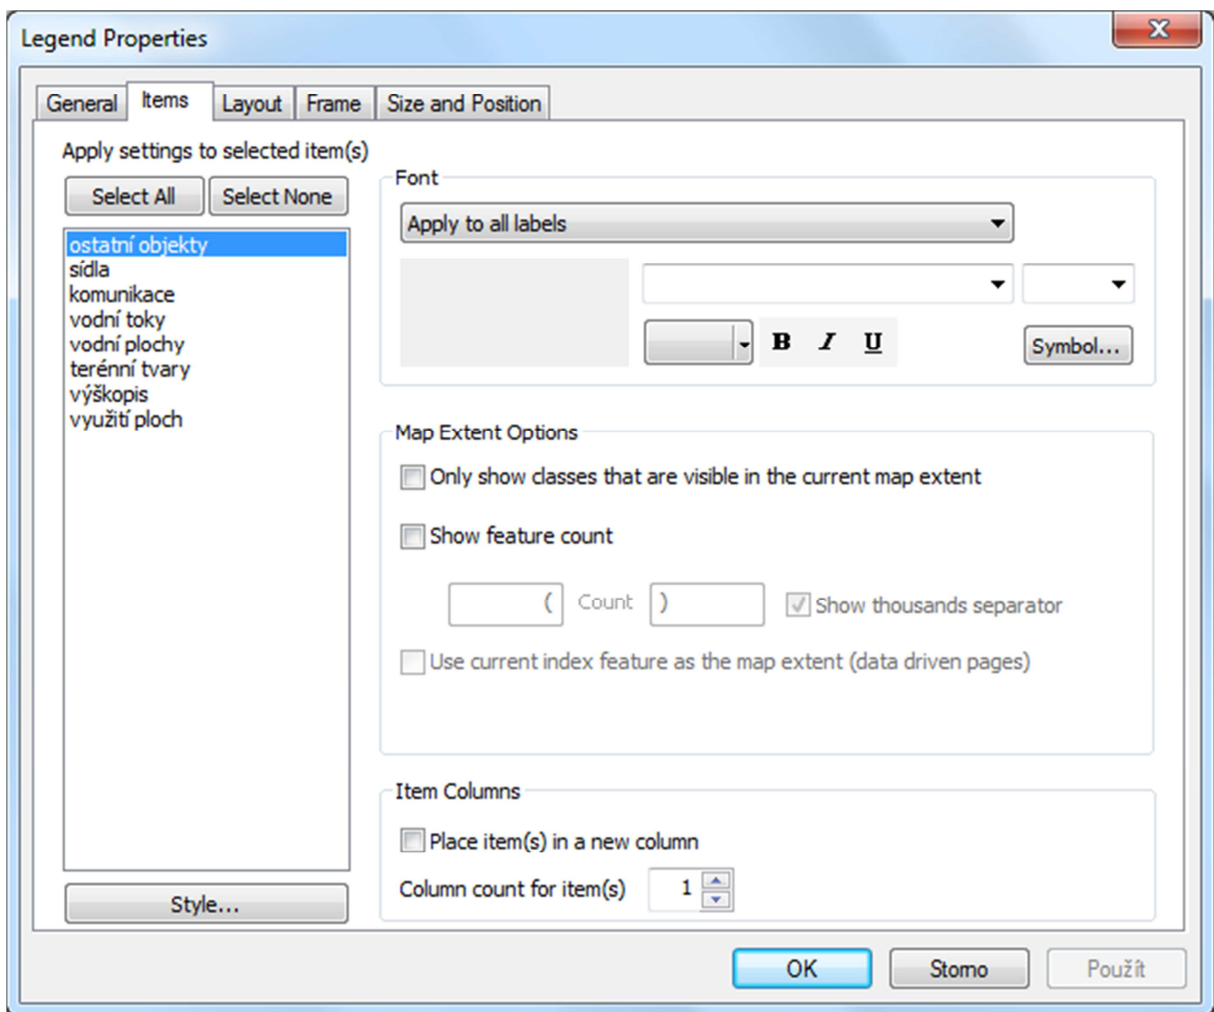 Legend Properties
General Items Layout Frame Size and Position
Apply settings to selected item(s)
Select All Select None
ostatní objekty
sídla
komunikace
vodní toky
vodní plochy
terénní tvary
výškopis
využití ploch
Style...
Font
Apply to all labels
B I U
Symbol...
Map Extent Options
Only show classes that are visible in the current map extent
Show feature count
( Count ) Show thousands separator
Use current index feature as the map extent (data driven pages)
Item Columns
Place item(s) in a new column
Column count for item(s) 1
OK Storno Použít